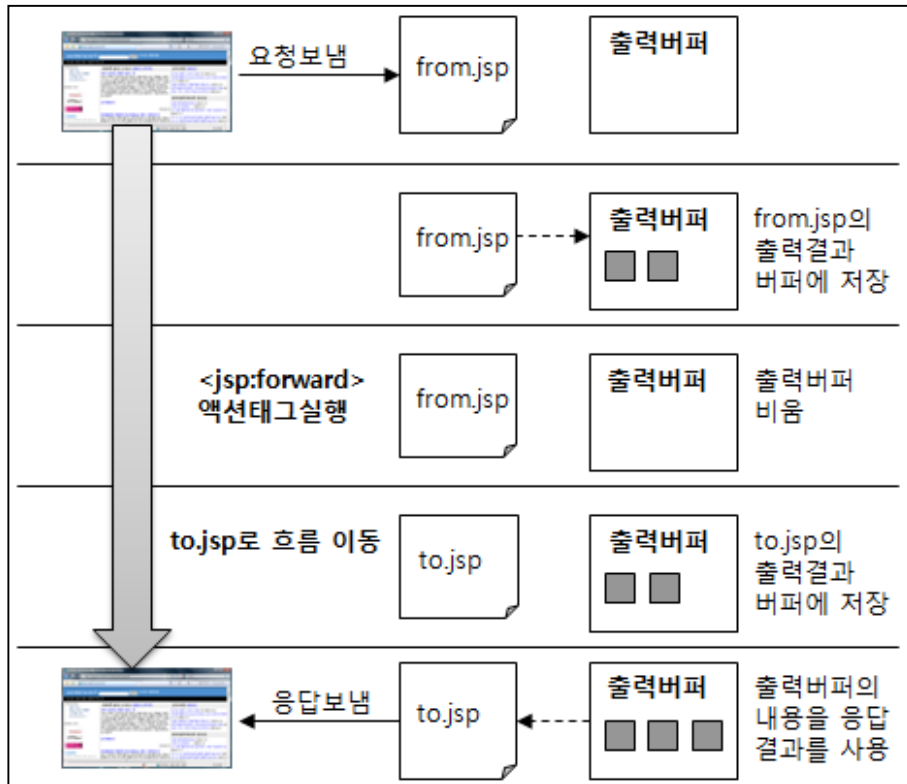 요청보냄
from.jsp
출력버퍼
from.jsp
출력버퍼
from.jsp의
출력결과
버퍼에 저장
<jsp:forward>
액션태그실행
from.jsp
출력버퍼
출력버퍼
비움
to.jsp로 흐름 이동
to.jsp
출력버퍼
to.jsp의
출력결과
버퍼에 저장
응답보냄
to.jsp
출력버퍼
출력버퍼의
내용을 응답
결과를 사용